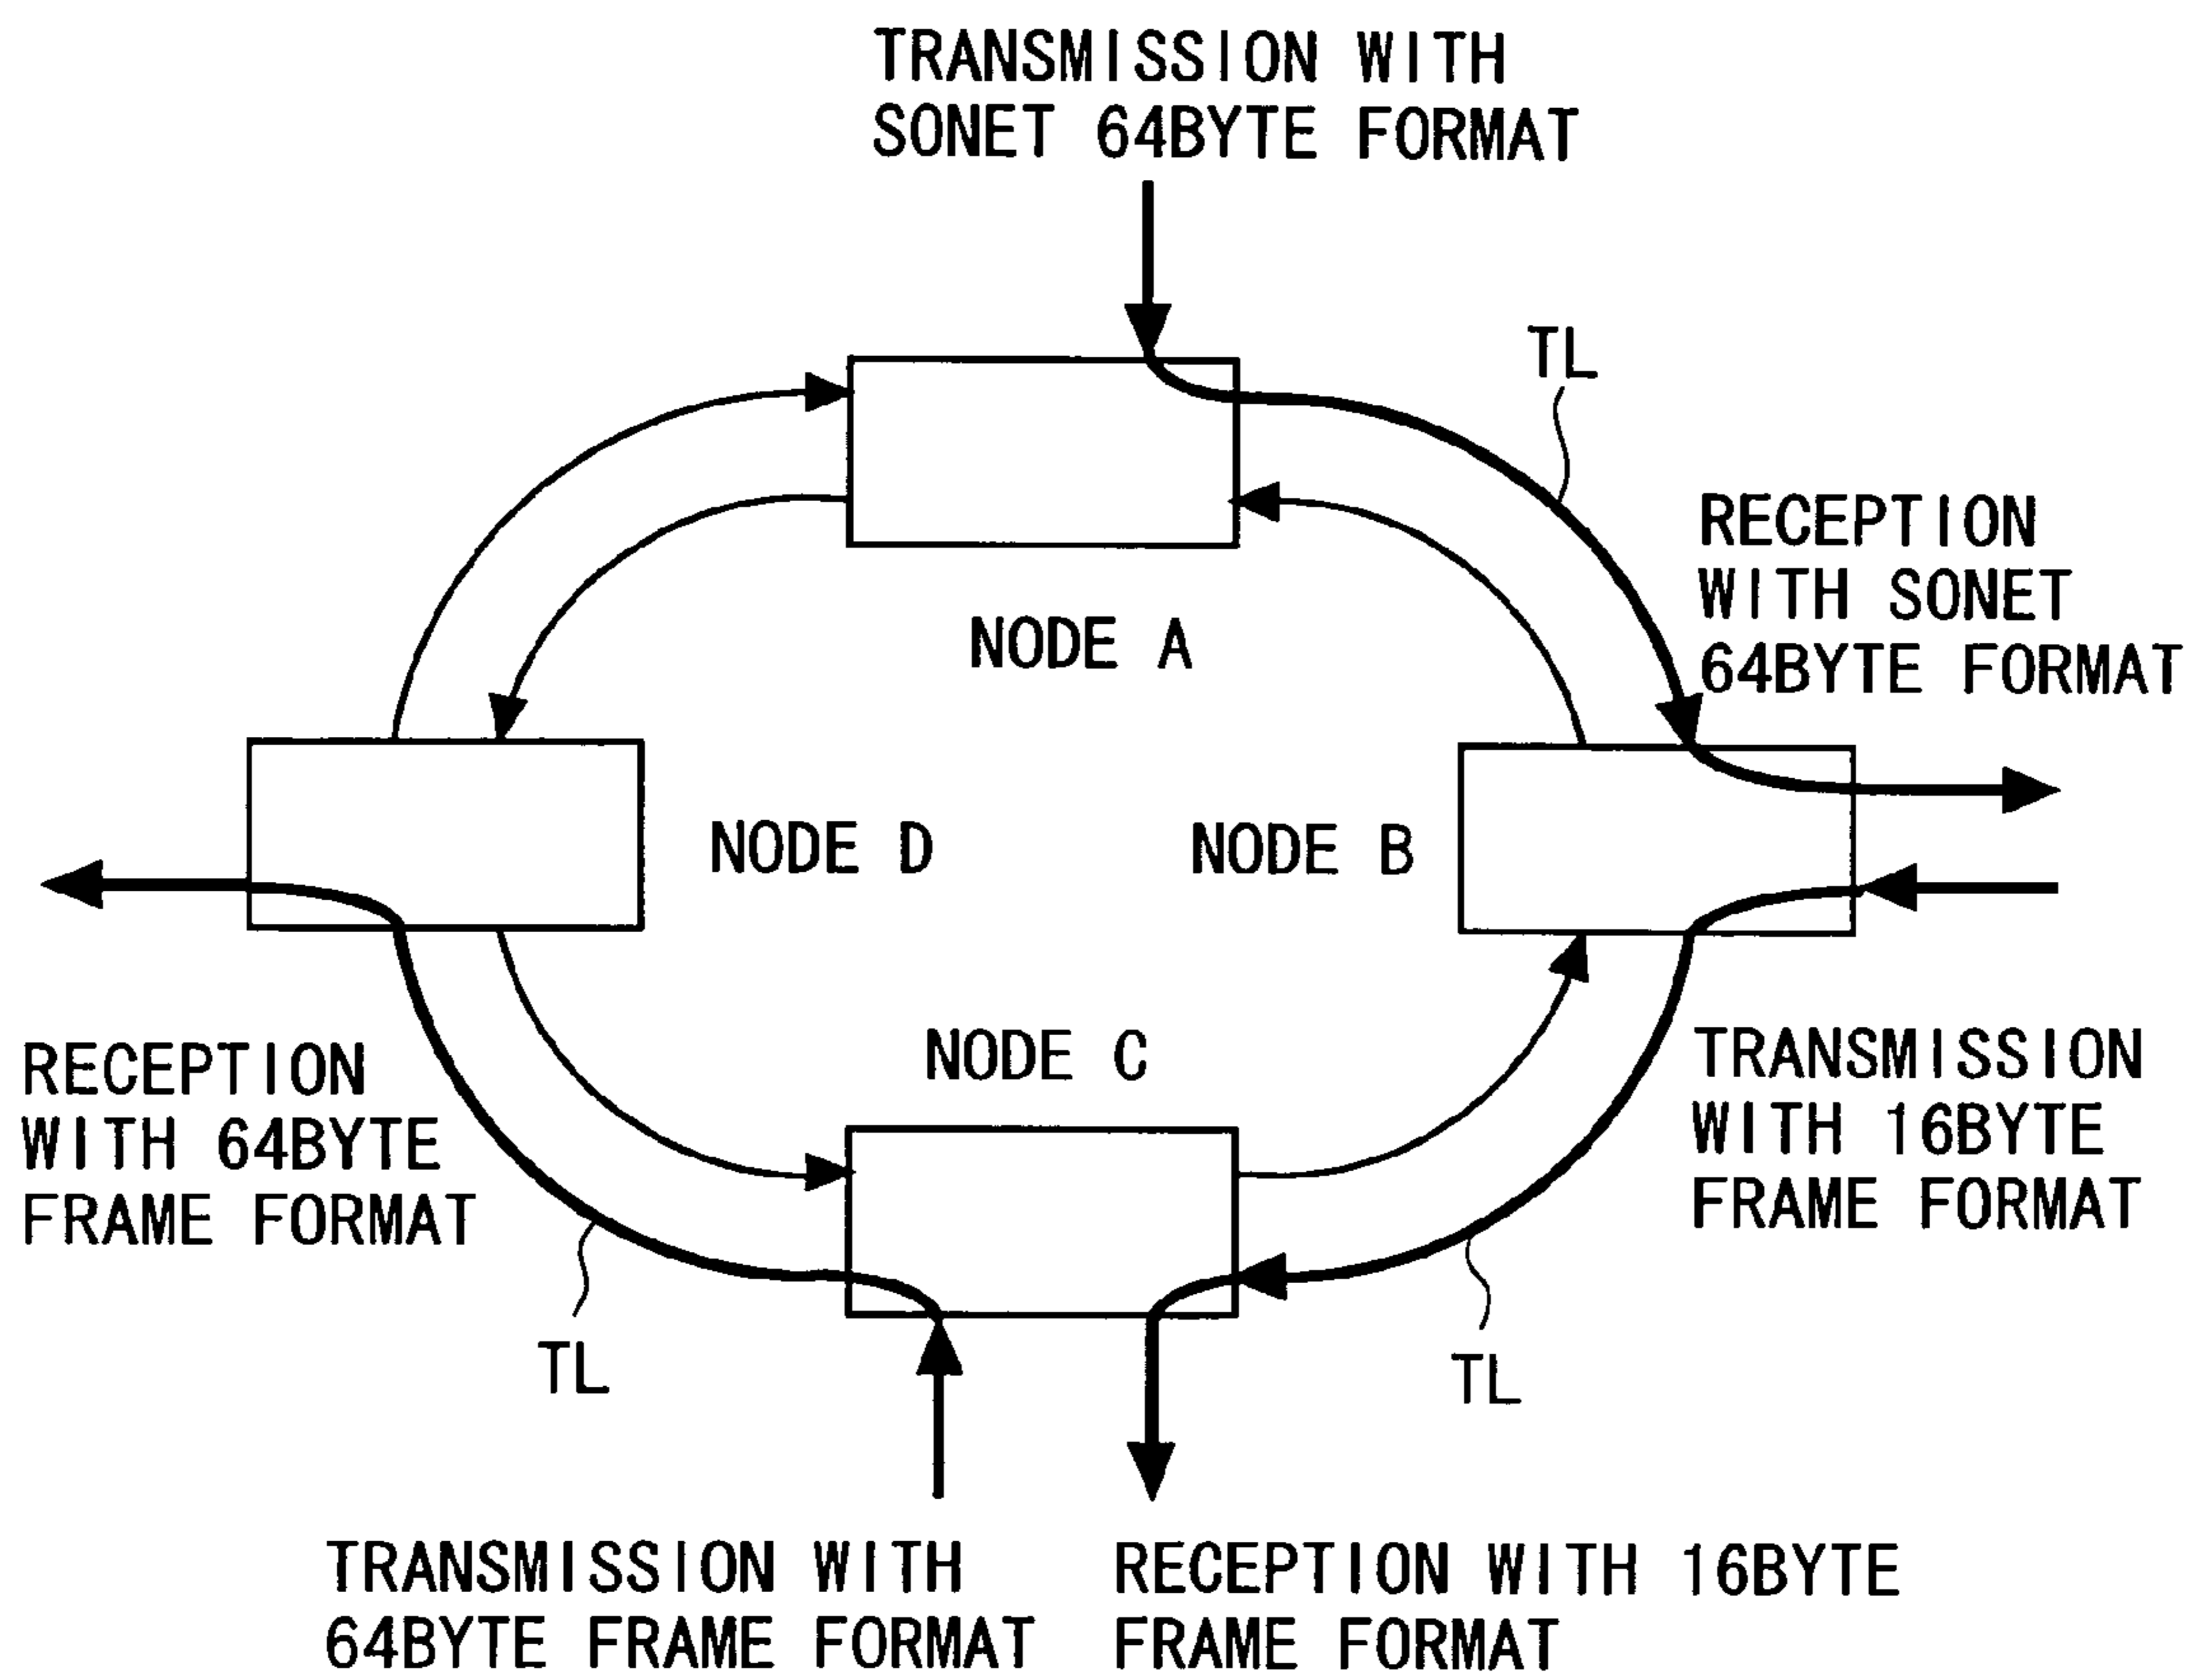 TRANSMISSION WITH
SONET 64BYTE FORMAT
TL
RECEPTION
WITH SONET
64BYTE FORMAT
NODE A
NODE D
NODE B
NODE C
RECEPTION
WITH 64BYTE
FRAME FORMAT
TRANSMISSION
WITH 16BYTE
FRAME FORMAT
TL
TL
TRANSMISSION WITH
64BYTE FRAME FORMAT
RECEPTION WITH 16BYTE
FRAME FORMAT